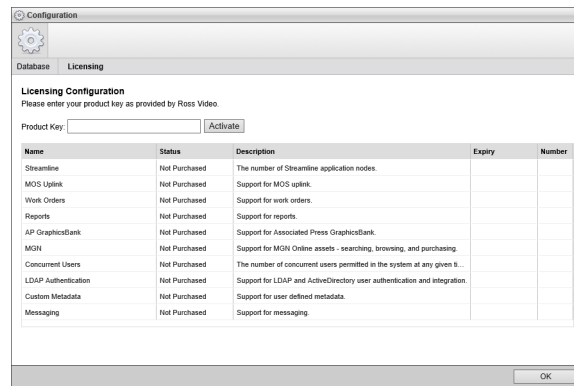 Configuration
Database Licensing
Licensing Configuration
Please enter your product key as provided by Ross Video.
Product Key: Activate
Name Status Description Expiry Number
Streamline Not Purchased The number of Streamline application nodes.
MOS Uplink Not Purchased Support for MOS uplink.
Work Orders Not Purchased Support for work orders.
Reports Not Purchased Support for reports.
AP GraphicsBank Not Purchased Support for Associated Press GraphicsBank.
MGN Not Purchased Support for MGN Online assets - searching, browsing, and purchasing.
Concurrent Users Not Purchased The number of concurrent users permitted in the system at any given ti...
LDAP Authentication Not Purchased Support for LDAP and ActiveDirectory user authentication and integration.
Custom Metadata Not Purchased Support for user defined metadata.
Messaging Not Purchased Support for messaging.
OK